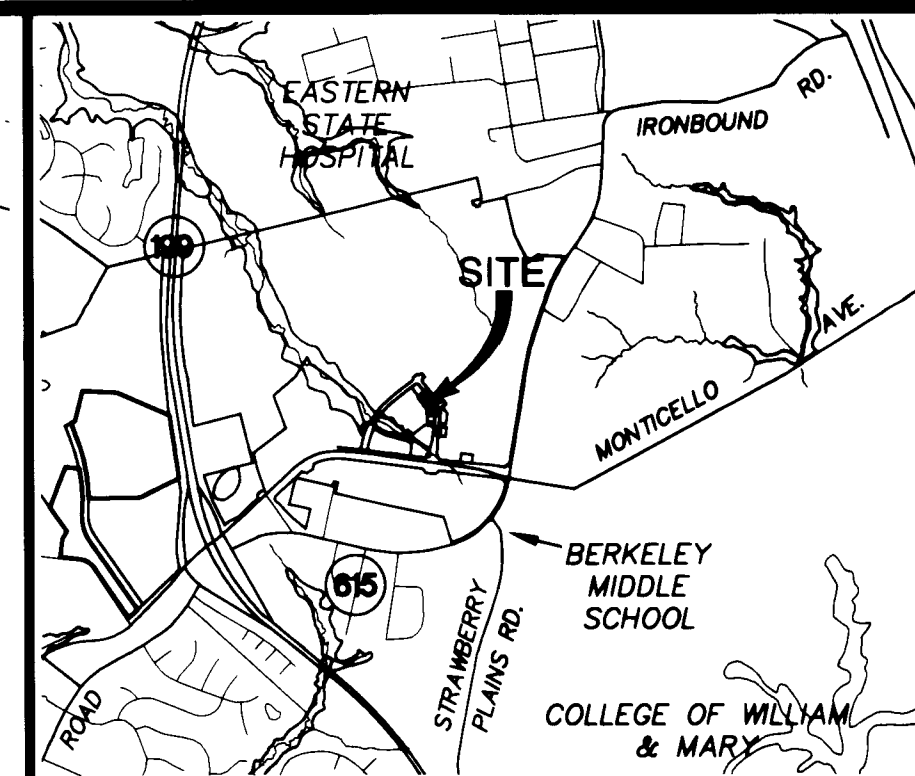 EASTERN
STATE
HOSPITAL
IRONBOUND RD.
199
SITE
MONTICELLO AVE.
BERKELEY
MIDDLE
SCHOOL
615
STRAWBERRY
PLAINS RD.
ROAD
COLLEGE OF WILLIAM
& MARY